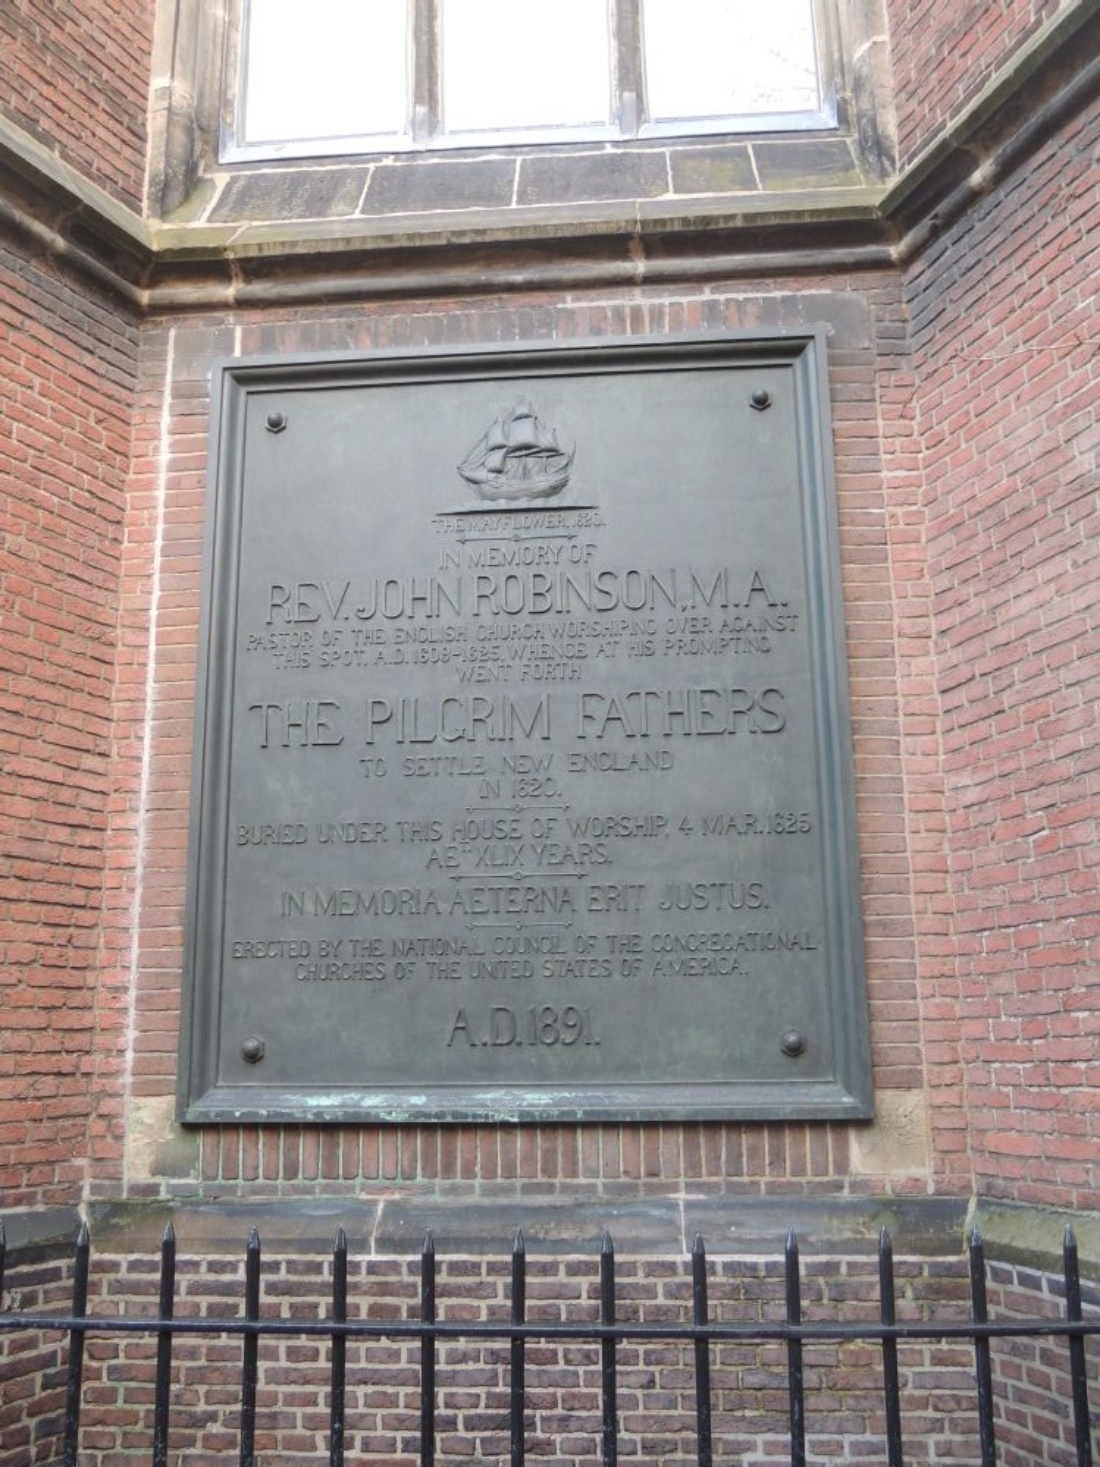 THE MAYFLOWER, 1620.
IN MEMORY OF
REV. JOHN ROBINSON, M.A.
PASTOR OF THE ENGLISH CHURCH WORSHIPING OVER AGAINST
THIS SPOT, A.D. 1609-1625, WHENCE AT HIS PROMPTING
WENT FORTH
THE PILGRIM FATHERS
TO SETTLE NEW ENGLAND
IN 1620.
BURIED UNDER THIS HOUSE OF WORSHIP, 4 MAR. 1625
XLIX YEARS.
IN MEMORIA AETERNA ERIT JUSTUS.
ERECTED BY THE NATIONAL COUNCIL OF THE CONGREGATIONAL
CHURCHES OF THE UNITED STATES OF AMERICA.
A.D. 1891.